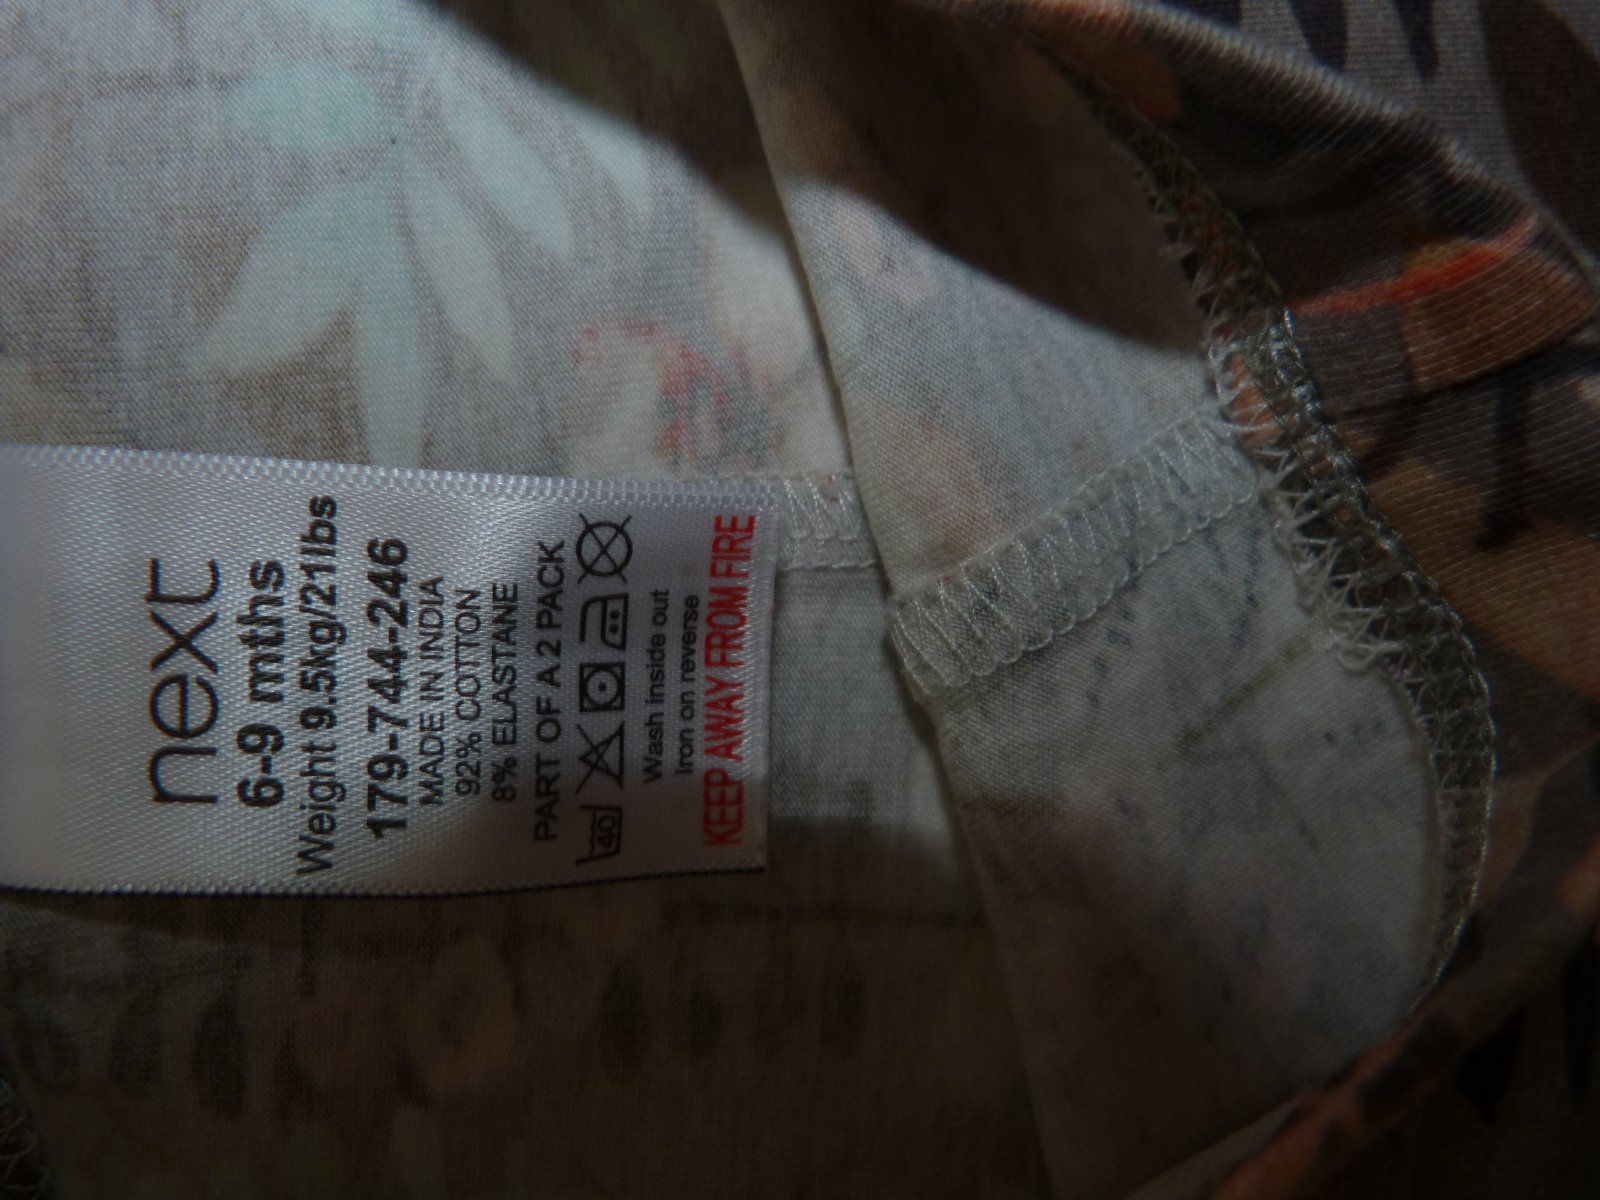 next
6-9 mths
Weight 9.5kg/21lbs
179-744-246
MADE IN INDIA
92% COTTON
8% ELASTANE
PART OF A 2 PACK
40
Wash inside out
Iron on reverse
KEEP AWAY FROM FIRE